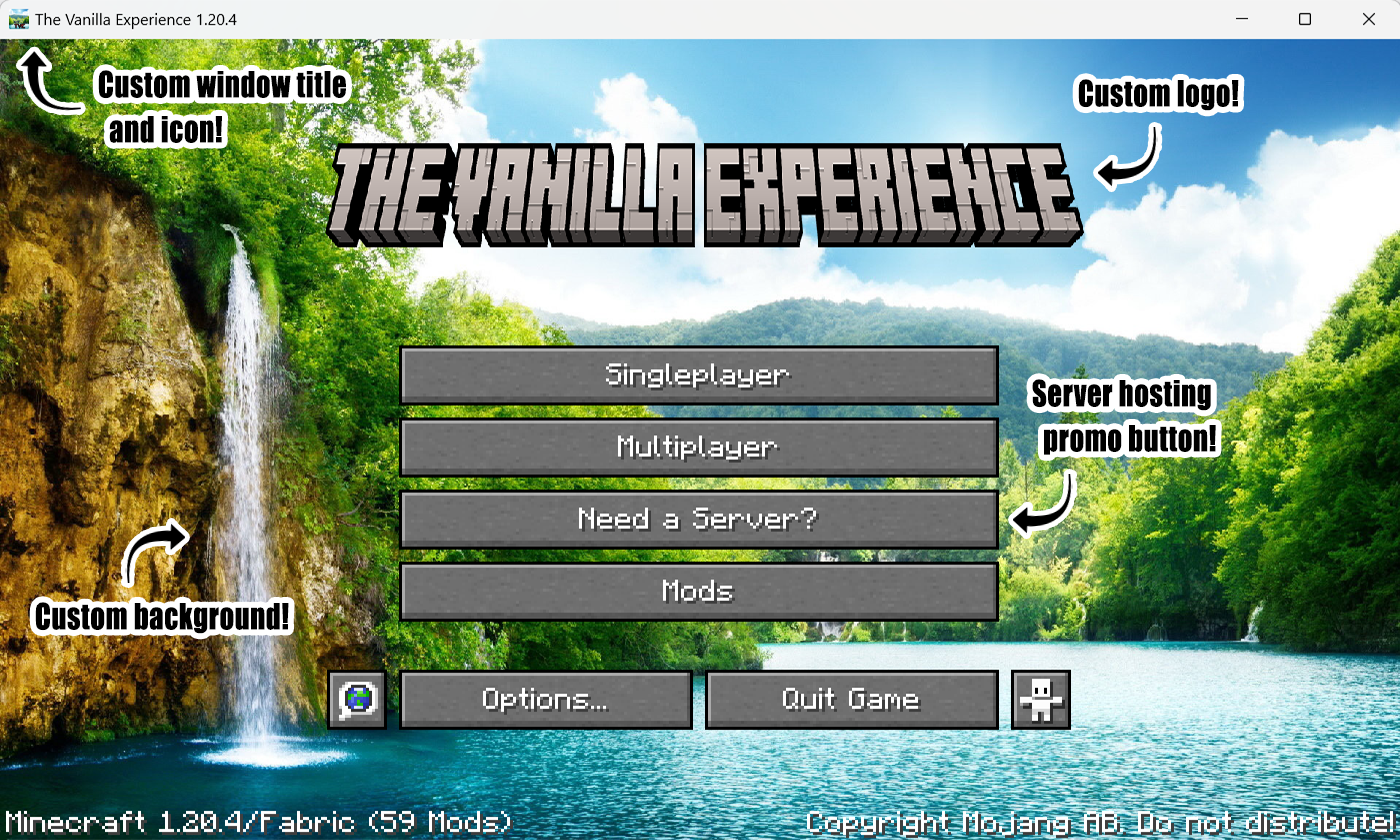 The Vanilla Experience 1.20.4
Custom window title
and icon!
Custom logo!
THE VANILLA EXPERIENCE
Singleplayer
Server hosting
promo button!
Multiplayer
Need a Server?
Mods
Custom background!
Options...
Quit Game
Minecraft 1.20.4/Fabric (59 Mods)
Copyright Mojang AB. Do not distribute!